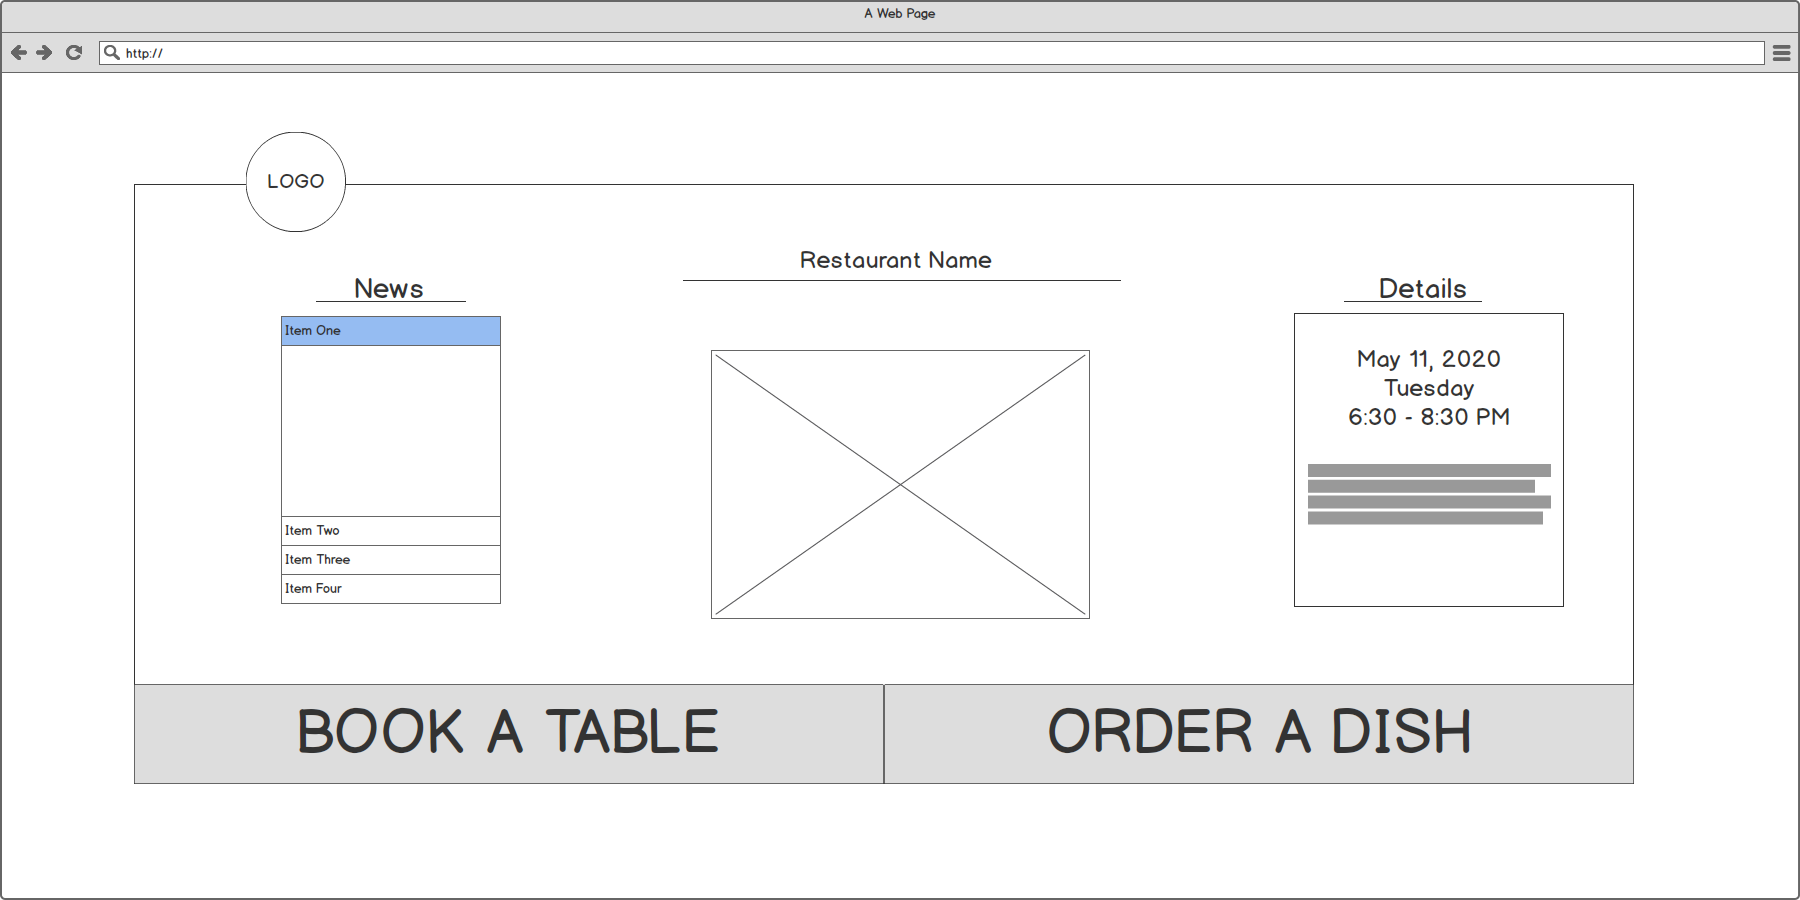 A Web Page
http://
LOGO
Restaurant Name
News
Item One
Item Two
Item Three
Item Four
Details
May 11, 2020
Tuesday
6:30 - 8:30 PM
BOOK A TABLE
ORDER A DISH